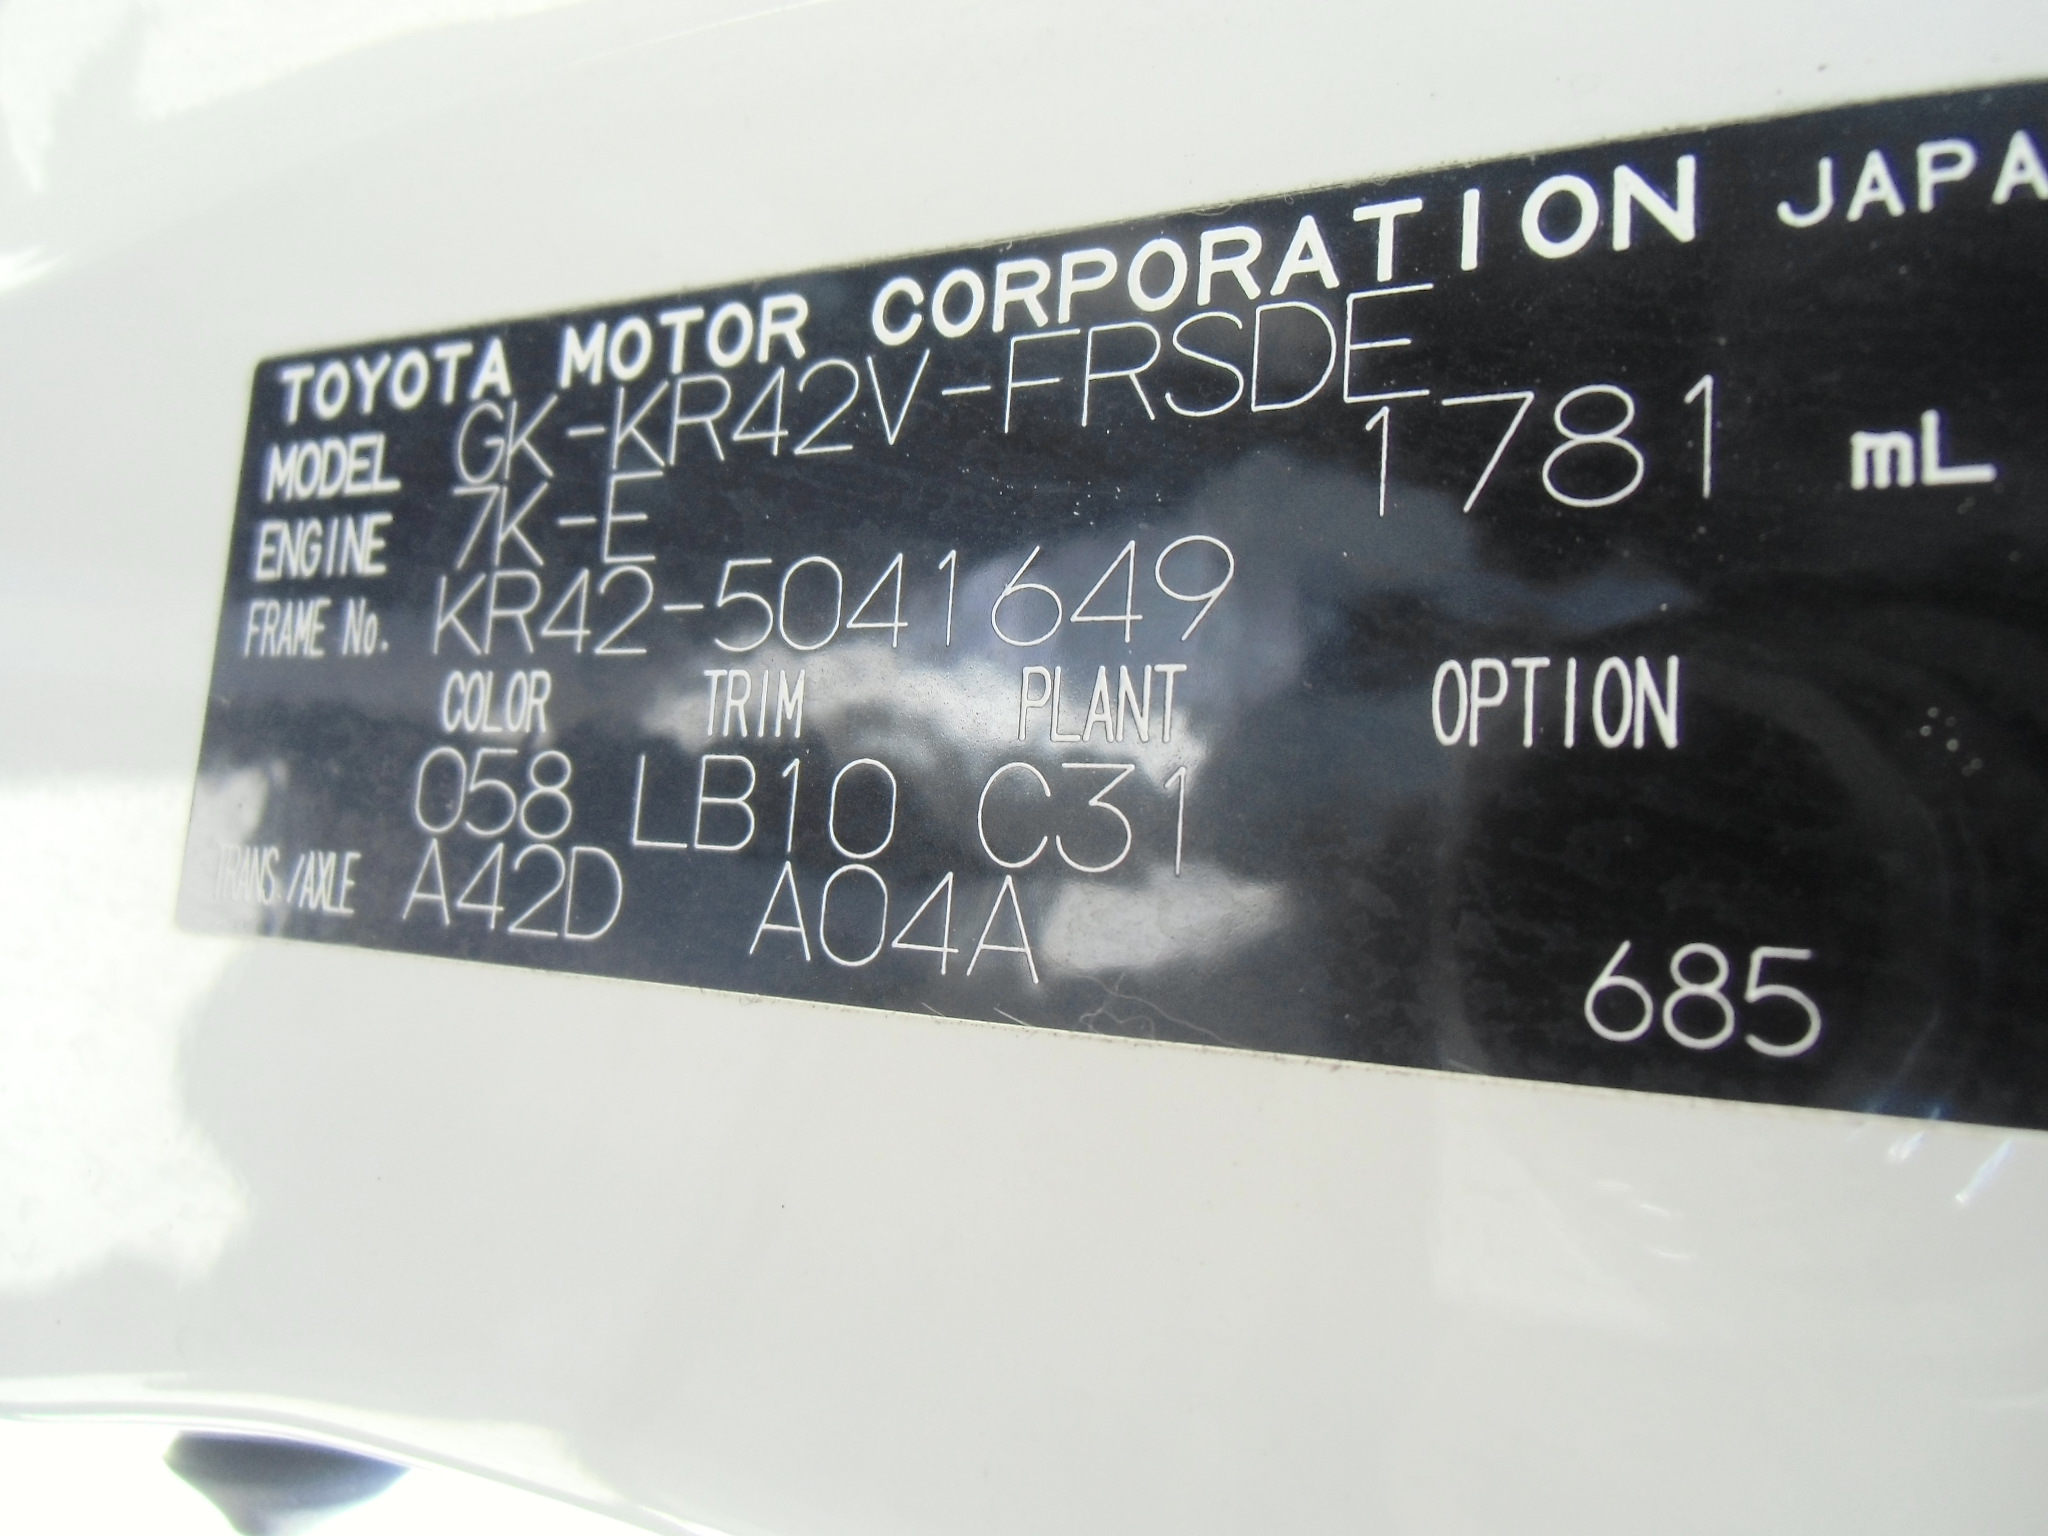 TOYOTA MOTOR CORPORATION JAPA
MODEL GK-KR42V-FRSDE
ENGINE 7K-E 1781 mL
FRAME No. KR42-5041649
COLOR TRIM PLANT OPTION
058 LB10 C31
TRANS./AXLE A42D A04A
685